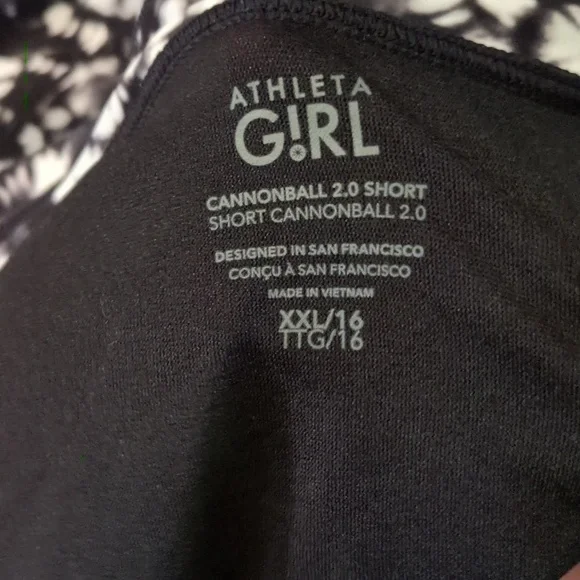 ATHLETA
G!RL
CANNONBALL 2.0 SHORT
SHORT CANNONBALL 2.0
DESIGNED IN SAN FRANCISCO
CONÇU À SAN FRANCISCO
MADE IN VIETNAM
XXL/16
TTG/16